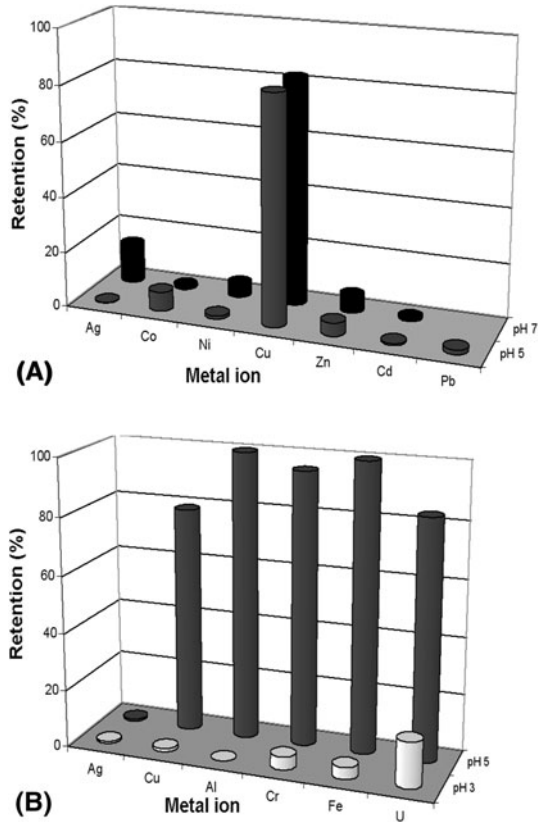 100
80
60
40
20
0
Retention (%)
Ag
Co
Ni
Cu
Zn
Cd
Pb
pH 7
pH 5
Metal ion
(A)
100
80
60
40
20
0
Retention (%)
Ag
Cu
Al
Cr
Fe
U
pH 5
pH 3
Metal ion
(B)